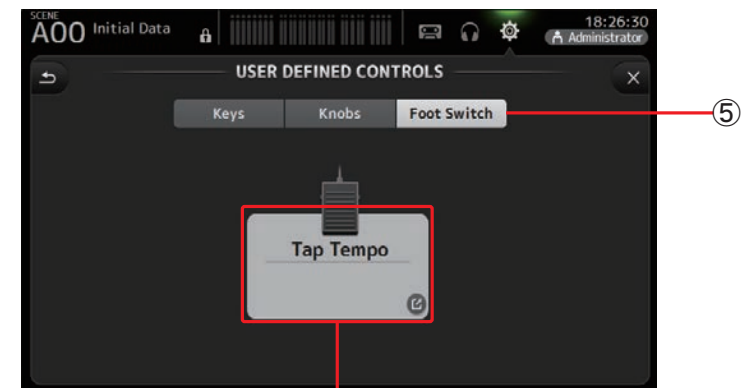 SCENE
A00 Initial Data
18:26:30
Administrator
USER DEFINED CONTROLS
Keys Knobs Foot Switch
⑤
Tap Tempo